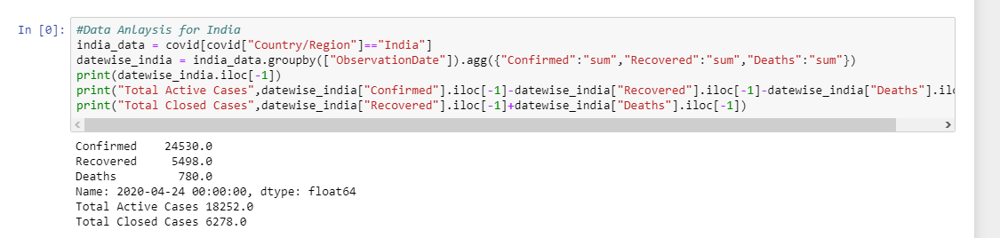 In [0]: #Data Anlaysis for India
india_data = covid[covid["Country/Region"]=="India"]
datewise_india = india_data.groupby(["ObservationDate"]).agg({"Confirmed":"sum","Recovered":"sum","Deaths":"sum"})
print(datewise_india.iloc[-1])
print("Total Active Cases",datewise_india["Confirmed"].iloc[-1]-datewise_india["Recovered"].iloc[-1]-datewise_india["Deaths"].ilo
print("Total Closed Cases",datewise_india["Recovered"].iloc[-1]+datewise_india["Deaths"].iloc[-1])
Confirmed    24530.0
Recovered     5498.0
Deaths         780.0
Name: 2020-04-24 00:00:00, dtype: float64
Total Active Cases 18252.0
Total Closed Cases 6278.0